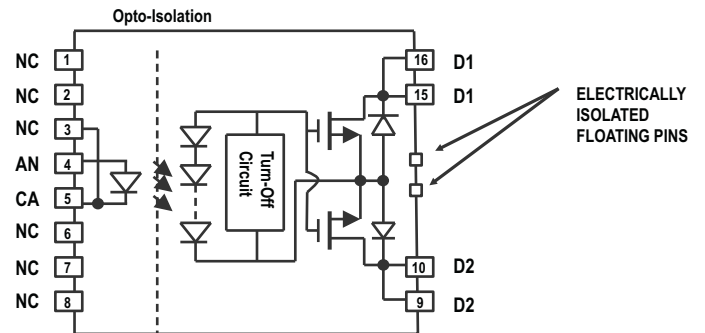 Opto-Isolation
NC 1
NC 2
NC 3
AN 4
CA 5
NC 6
NC 7
NC 8
Turn-Off
Circuit
16 D1
15 D1
10 D2
9 D2
ELECTRICALLY
ISOLATED
FLOATING PINS